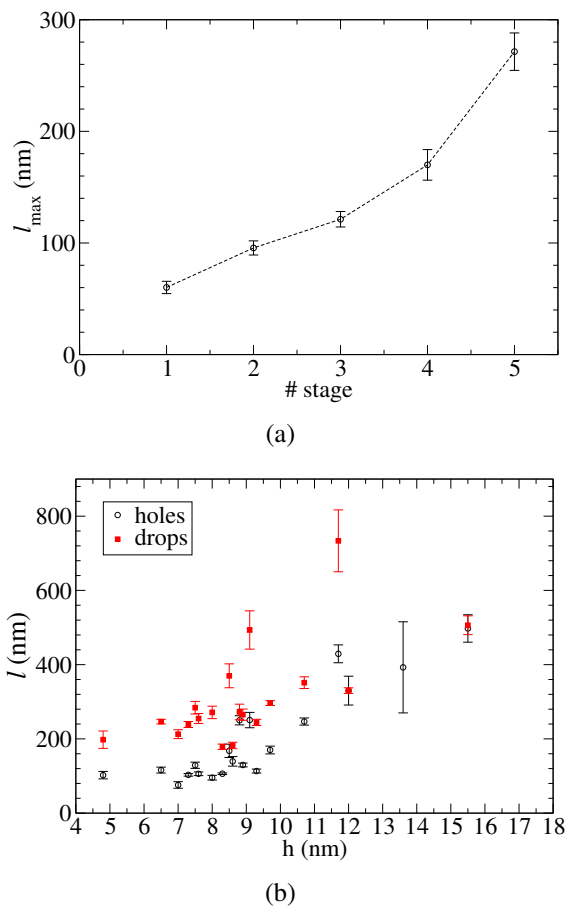 300
200
100
0
l_max (nm)
0 1 2 3 4 5
# stage
(a)
800
600
400
200
0
l (nm)
holes
drops
4 5 6 7 8 9 10 11 12 13 14 15 16 17 18
h (nm)
(b)